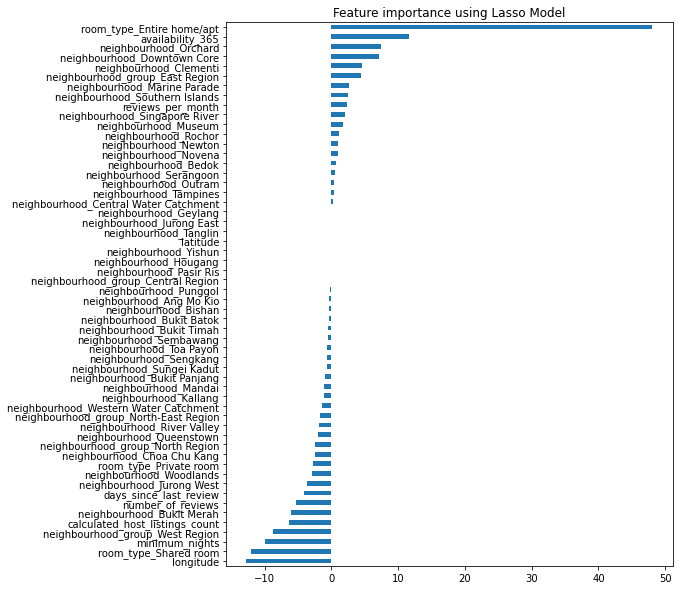 Feature importance using Lasso Model
room_type_Entire home/apt
availability_365
neighbourhood_Orchard
neighbourhood_Downtown Core
neighbourhood_Clementi
neighbourhood_group_East Region
neighbourhood_Marine Parade
neighbourhood_Southern Islands
reviews_per_month
neighbourhood_Singapore River
neighbourhood_Museum
neighbourhood_Rochor
neighbourhood_Newton
neighbourhood_Novena
neighbourhood_Bedok
neighbourhood_Serangoon
neighbourhood_Outram
neighbourhood_Tampines
neighbourhood_Central Water Catchment
neighbourhood_Geylang
neighbourhood_Jurong East
neighbourhood_Tanglin
latitude
neighbourhood_Yishun
neighbourhood_Hougang
neighbourhood_Pasir Ris
neighbourhood_group_Central Region
neighbourhood_Punggol
neighbourhood_Ang Mo Kio
neighbourhood_Bishan
neighbourhood_Bukit Batok
neighbourhood_Bukit Timah
neighbourhood_Sembawang
neighbourhood_Toa Payoh
neighbourhood_Sengkang
neighbourhood_Sungei Kadut
neighbourhood_Bukit Panjang
neighbourhood_Mandai
neighbourhood_Kallang
neighbourhood_Western Water Catchment
neighbourhood_group_North-East Region
neighbourhood_River Valley
neighbourhood_Queenstown
neighbourhood_group_North Region
neighbourhood_Choa Chu Kang
room_type_Private room
neighbourhood_Woodlands
neighbourhood_Jurong West
days_since_last_review
number_of_reviews
neighbourhood_Bukit Merah
calculated_host_listings_count
neighbourhood_group_West Region
minimum_nights
room_type_Shared room
longitude
−10 0 10 20 30 40 50